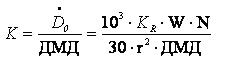 K = Ḋ₀ / ДМД = 10³ · K_R · W · N / 30 · r² · ДМД